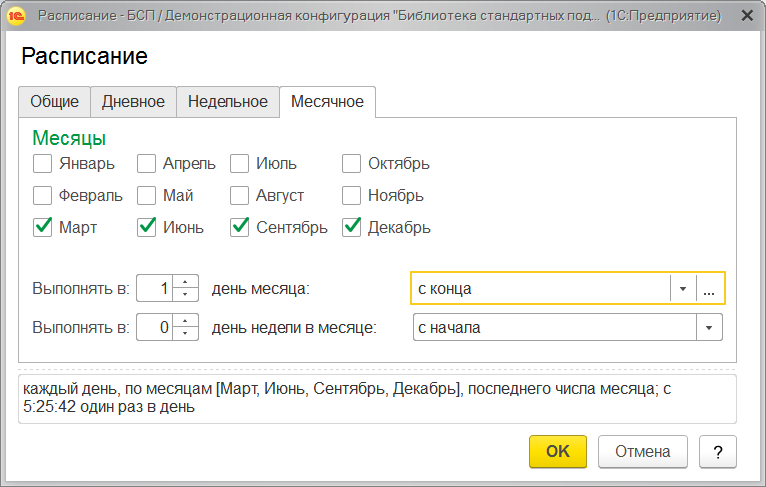 1С Расписание - БСП / Демонстрационная конфигурация "Библиотека стандартных под... (1С:Предприятие)
Расписание
Общие Дневное Недельное Месячное
Месяцы
Январь Апрель Июль Октябрь
Февраль Май Август Ноябрь
Март Июнь Сентябрь Декабрь
Выполнять в: 1 день месяца: с конца ...
Выполнять в: 0 день недели в месяце: с начала
каждый день, по месяцам [Март, Июнь, Сентябрь, Декабрь], последнего числа месяца; с
5:25:42 один раз в день
OK Отмена ?